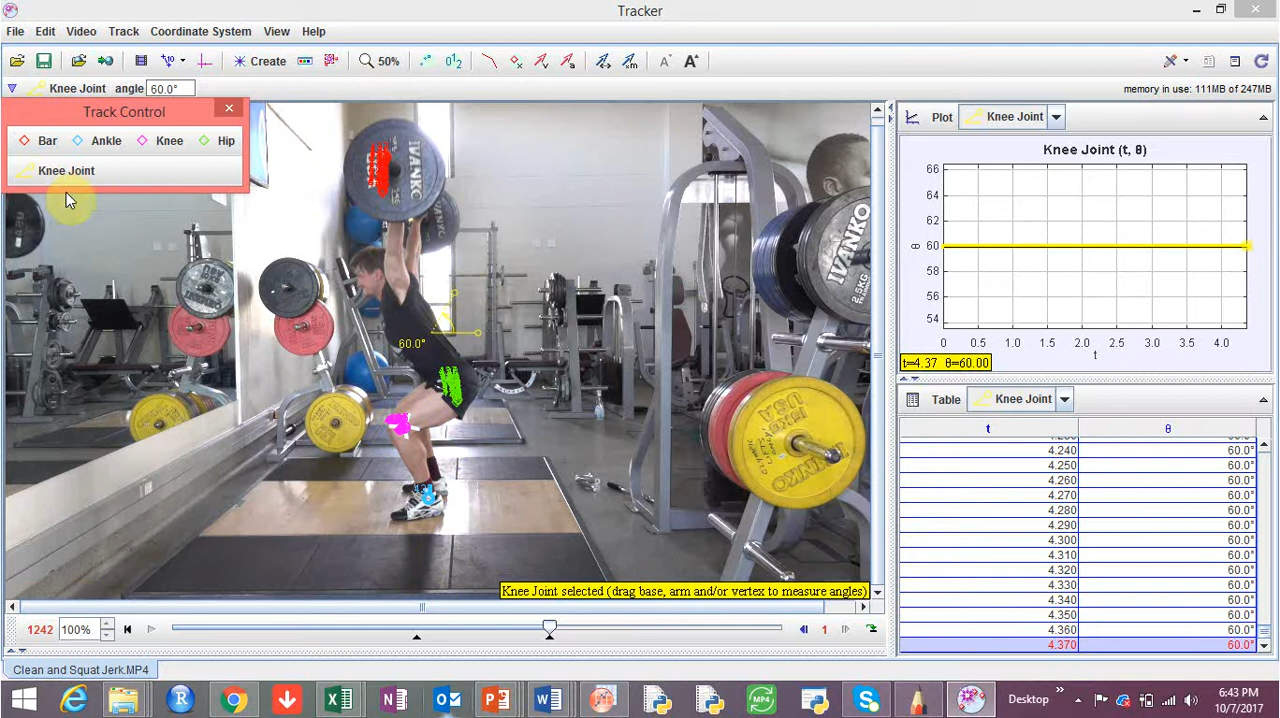 Tracker
File Edit Video Track Coordinate System View Help
Create 50%
Knee Joint angle 60.0° memory in use: 111MB of 247MB
Track Control
Bar Ankle Knee Hip
Knee Joint
Plot Knee Joint
Knee Joint (t, θ)
66
64
62
θ 60
58
56
54
0 0.5 1.0 1.5 2.0 2.5 3.0 3.5 4.0
t
t=4.37 θ=60.00
IVANKO
IVANKO
2.5KG
60.0°
USA
Table Knee Joint
t θ
4.240 60.0°
4.250 60.0°
4.260 60.0°
4.270 60.0°
4.280 60.0°
4.290 60.0°
4.300 60.0°
4.310 60.0°
4.320 60.0°
4.330 60.0°
4.340 60.0°
4.350 60.0°
4.360 60.0°
4.370 60.0°
Knee Joint selected (drag base, arm and/or vertex to measure angles)
1242 100% 1
Clean and Squat Jerk.MP4
Desktop
6:43 PM
10/7/2017